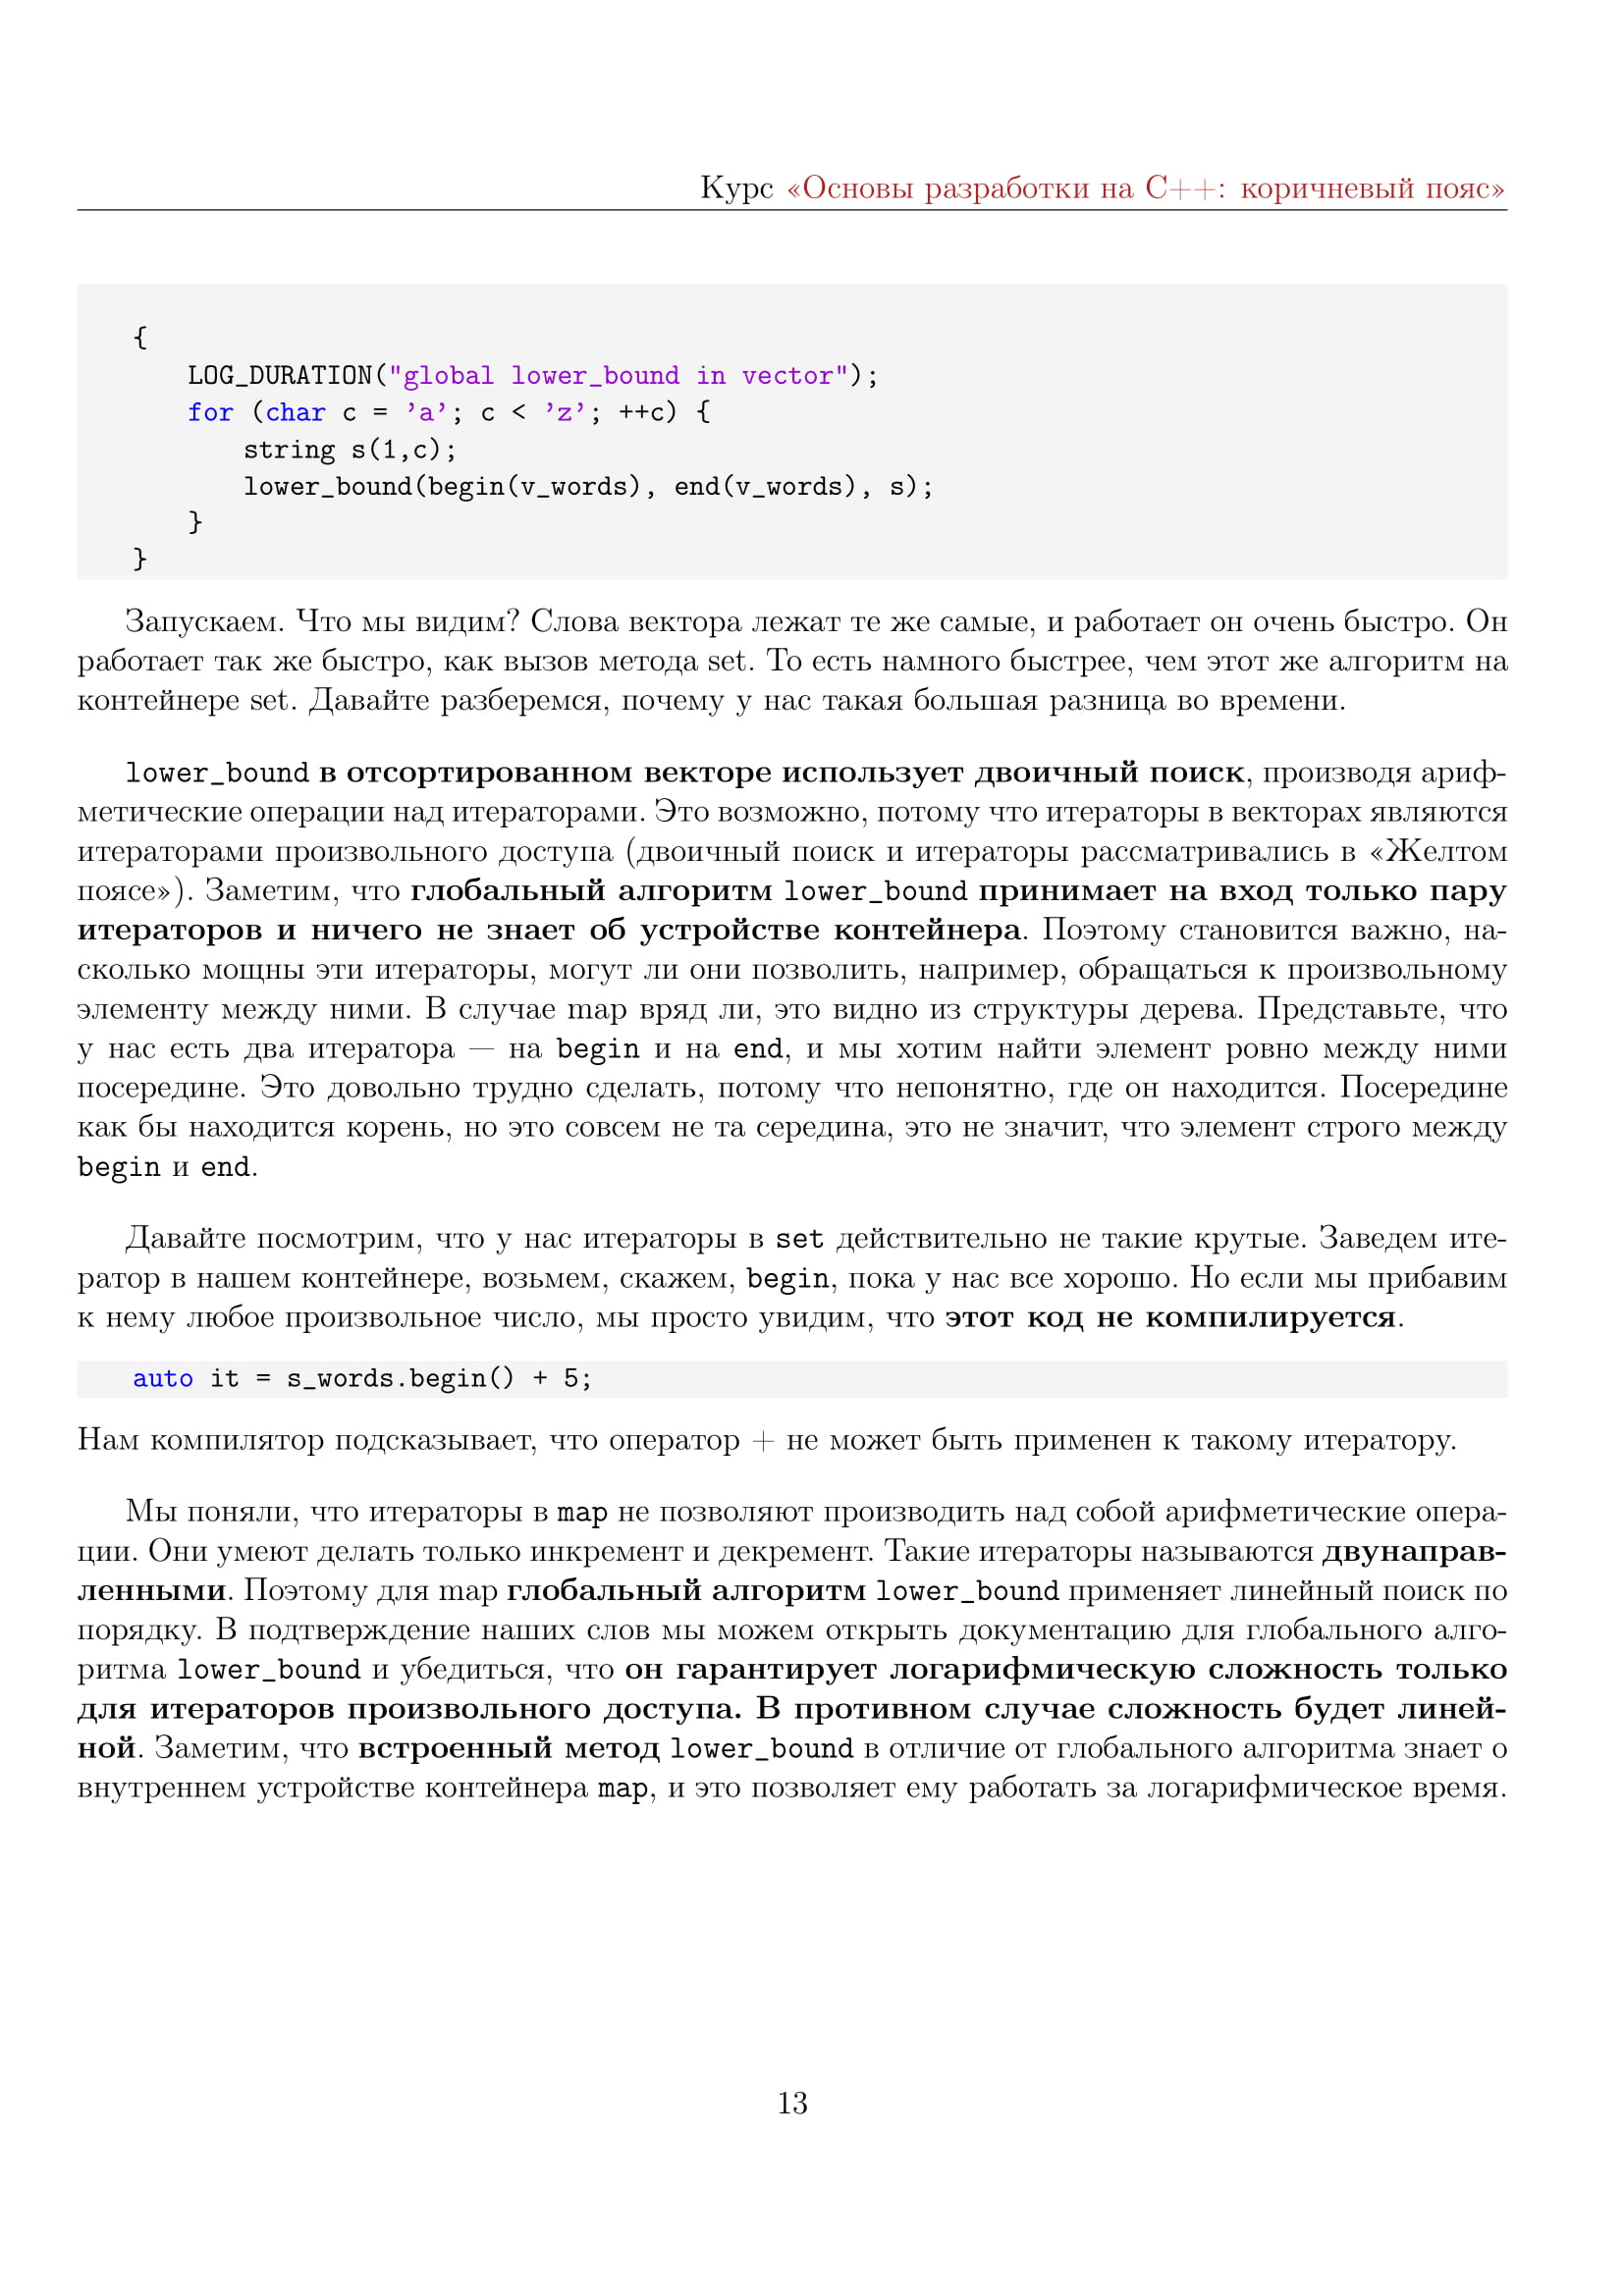 Курс «Основы разработки на C++: коричневый пояс»
{
LOG_DURATION("global lower_bound in vector");
for (char c = ’a’; c < ’z’; ++c) {
string s(1,c);
lower_bound(begin(v_words), end(v_words), s);
}
}
Запускаем. Что мы видим? Слова вектора лежат те же самые, и работает он очень быстро. Он
работает так же быстро, как вызов метода set. То есть намного быстрее, чем этот же алгоритм на
контейнере set. Давайте разберемся, почему у нас такая большая разница во времени.
lower_bound в отсортированном векторе использует двоичный поиск, производя ариф-
метические операции над итераторами. Это возможно, потому что итераторы в векторах являются
итераторами произвольного доступа (двоичный поиск и итераторы рассматривались в «Желтом
поясе»). Заметим, что глобальный алгоритм lower_bound принимает на вход только пару
итераторов и ничего не знает об устройстве контейнера. Поэтому становится важно, на-
сколько мощны эти итераторы, могут ли они позволить, например, обращаться к произвольному
элементу между ними. В случае map вряд ли, это видно из структуры дерева. Представьте, что
у нас есть два итератора — на begin и на end, и мы хотим найти элемент ровно между ними
посередине. Это довольно трудно сделать, потому что непонятно, где он находится. Посередине
как бы находится корень, но это совсем не та середина, это не значит, что элемент строго между
begin и end.
Давайте посмотрим, что у нас итераторы в set действительно не такие крутые. Заведем ите-
ратор в нашем контейнере, возьмем, скажем, begin, пока у нас все хорошо. Но если мы прибавим
к нему любое произвольное число, мы просто увидим, что этот код не компилируется.
auto it = s_words.begin() + 5;
Нам компилятор подсказывает, что оператор + не может быть применен к такому итератору.
Мы поняли, что итераторы в map не позволяют производить над собой арифметические опера-
ции. Они умеют делать только инкремент и декремент. Такие итераторы называются двунаправ-
ленными. Поэтому для map глобальный алгоритм lower_bound применяет линейный поиск по
порядку. В подтверждение наших слов мы можем открыть документацию для глобального алго-
ритма lower_bound и убедиться, что он гарантирует логарифмическую сложность только
для итераторов произвольного доступа. В противном случае сложность будет линей-
ной. Заметим, что встроенный метод lower_bound в отличие от глобального алгоритма знает о
внутреннем устройстве контейнера map, и это позволяет ему работать за логарифмическое время.
13